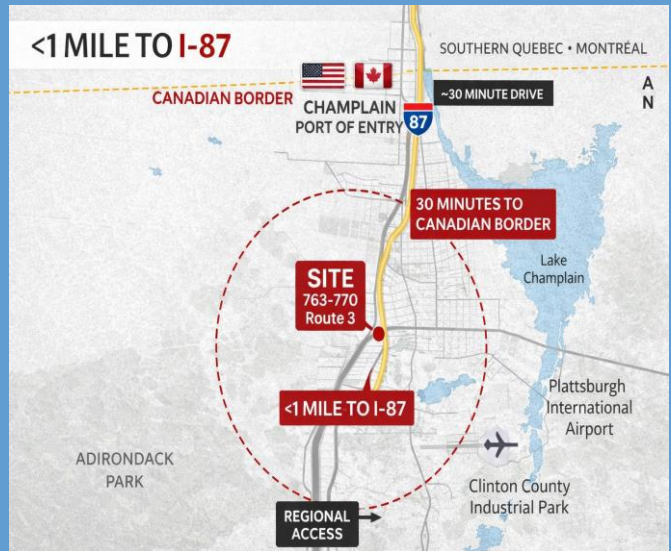 <1 MILE TO I-87
SOUTHERN QUEBEC • MONTRÉAL
CANADIAN BORDER
CHAMPLAIN
PORT OF ENTRY
87
~30 MINUTE DRIVE
A
N
30 MINUTES TO
CANADIAN BORDER
SITE
763-770
Route 3
Lake
Champlain
<1 MILE TO I-87
Plattsburgh
International
Airport
ADIRONDACK
PARK
Clinton County
Industrial Park
REGIONAL
ACCESS